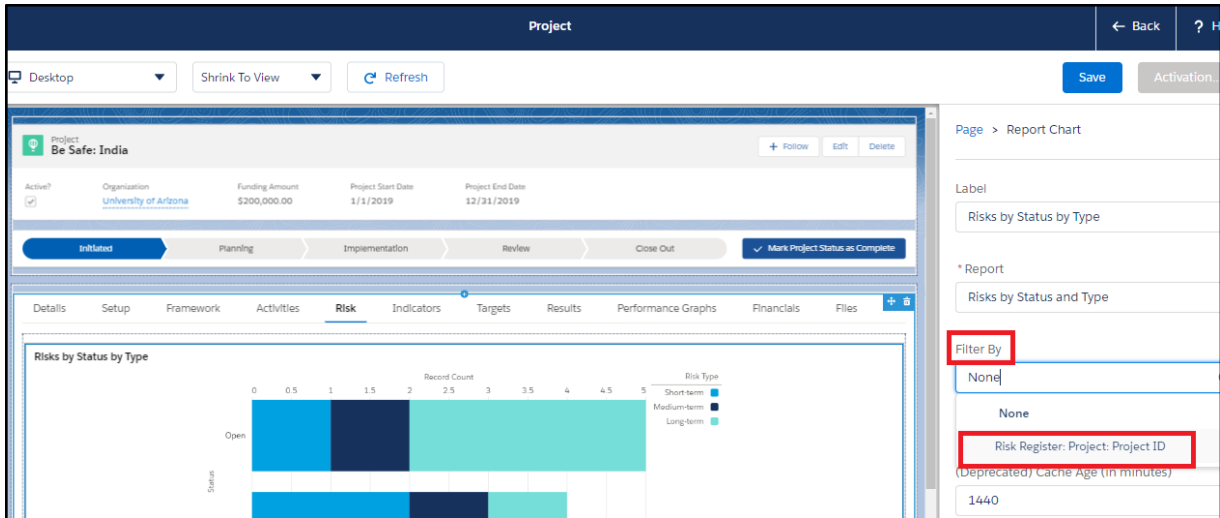 Project
← Back
? H
Desktop
Shrink To View
Refresh
Save
Activation...
Project
Be Safe: India
+ Follow
Edit
Delete
Active?
Organization
Funding Amount
Project Start Date
Project End Date
University of Arizona
$200,000.00
1/1/2019
12/31/2019
Initiated
Planning
Implementation
Review
Close Out
Mark Project Status as Complete
Details
Setup
Framework
Activities
Risk
Indicators
Targets
Results
Performance Graphs
Financials
Files
Risks by Status by Type
Record Count
0 0.5 1 1.5 2 2.5 3 3.5 4 4.5 5
Risk Type
Short-term
Medium-term
Long-term
Open
Status
Page > Report Chart
Label
Risks by Status by Type
* Report
Risks by Status and Type
Filter By
None
None
Risk Register: Project: Project ID
(Deprecated) Cache Age (in minutes)
1440